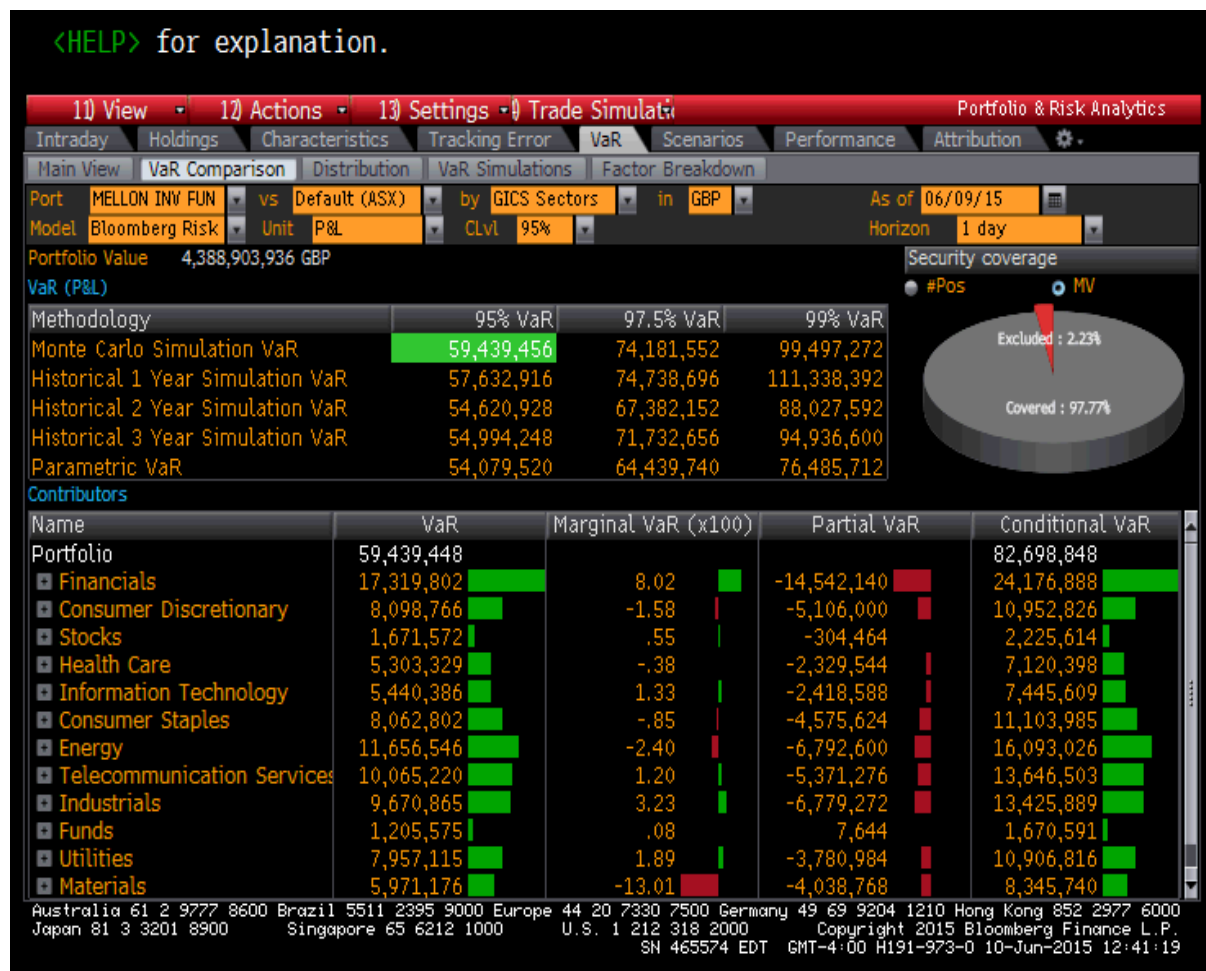 <HELP> for explanation.
11) View 12) Actions 13) Settings Trade Simulati Portfolio & Risk Analytics
Intraday Holdings Characteristics Tracking Error VaR Scenarios Performance Attribution
Main View VaR Comparison Distribution VaR Simulations Factor Breakdown
Port MELLON INV FUN vs Default (ASX) by GICS Sectors in GBP As of 06/09/15
Model Bloomberg Risk Unit P&L CLvl 95% Horizon 1 day
Portfolio Value 4,388,903,936 GBP Security coverage
VaR (P&L) #Pos MV
Methodology 95% VaR 97.5% VaR 99% VaR
Monte Carlo Simulation VaR 59,439,456 74,181,552 99,497,272 Excluded : 2.23%
Historical 1 Year Simulation VaR 57,632,916 74,738,696 111,338,392
Historical 2 Year Simulation VaR 54,620,928 67,382,152 88,027,592 Covered : 97.77%
Historical 3 Year Simulation VaR 54,994,248 71,732,656 94,936,600
Parametric VaR 54,079,520 64,439,740 76,485,712
Contributors
Name VaR Marginal VaR (x100) Partial VaR Conditional VaR
Portfolio 59,439,448 82,698,848
Financials 17,319,802 8.02 -14,542,140 24,176,888
Consumer Discretionary 8,098,766 -1.58 -5,106,000 10,952,826
Stocks 1,671,572 .55 -304,464 2,225,614
Health Care 5,303,329 -.38 -2,329,544 7,120,398
Information Technology 5,440,386 1.33 -2,418,588 7,445,609
Consumer Staples 8,062,802 -.85 -4,575,624 11,103,985
Energy 11,656,546 -2.40 -6,792,600 16,093,026
Telecommunication Services 10,065,220 1.20 -5,371,276 13,646,503
Industrials 9,670,865 3.23 -6,779,272 13,425,889
Funds 1,205,575 .08 7,644 1,670,591
Utilities 7,957,115 1.89 -3,780,984 10,906,816
Materials 5,971,176 -13.01 -4,038,768 8,345,740
Australia 61 2 9777 8600 Brazil 5511 2395 9000 Europe 44 20 7330 7500 Germany 49 69 9204 1210 Hong Kong 852 2977 6000
Japan 81 3 3201 8900 Singapore 65 6212 1000 U.S. 1 212 318 2000 Copyright 2015 Bloomberg Finance L.P.
SN 465574 EDT GMT-4:00 H191-973-0 10-Jun-2015 12:41:19